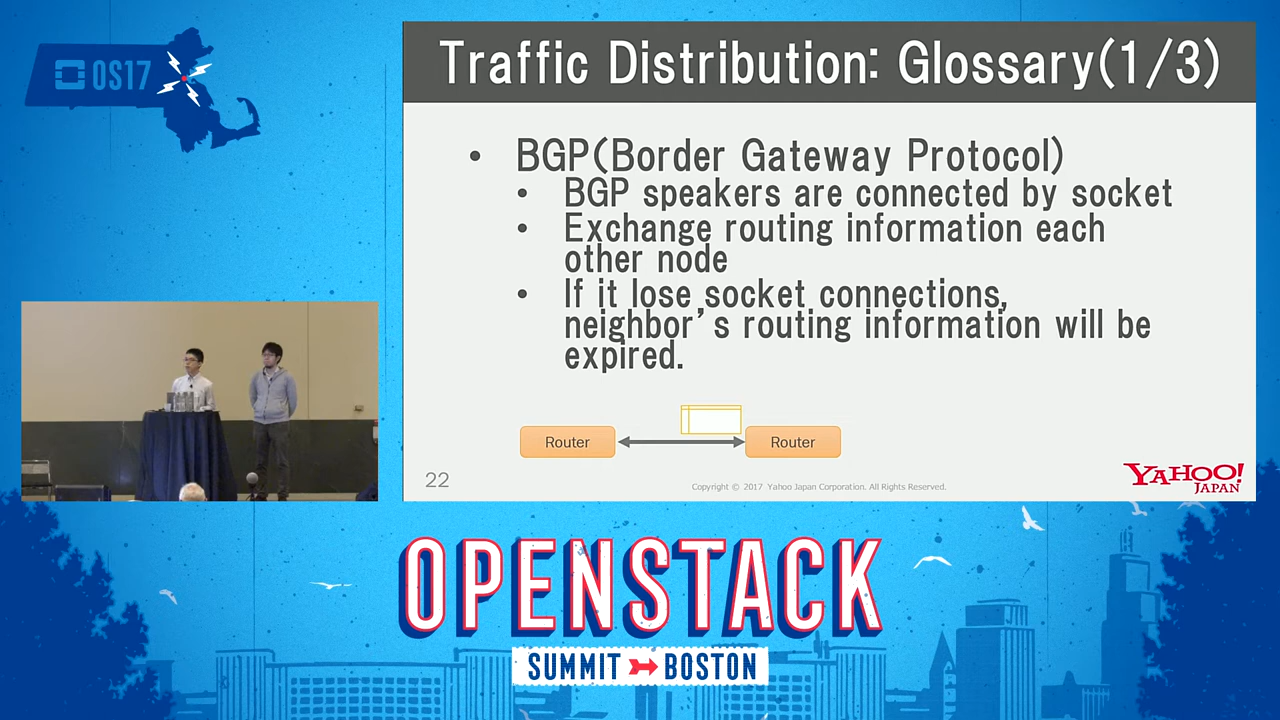 OS17
Traffic Distribution: Glossary(1/3)
• BGP(Border Gateway Protocol)
• BGP speakers are connected by socket
• Exchange routing information each
other node
• If it lose socket connections,
neighbor's routing information will be
expired.
Router
Router
22
Copyright © 2017 Yahoo Japan Corporation. All Rights Reserved.
YAHOO!
JAPAN
OPENSTACK
SUMMIT BOSTON